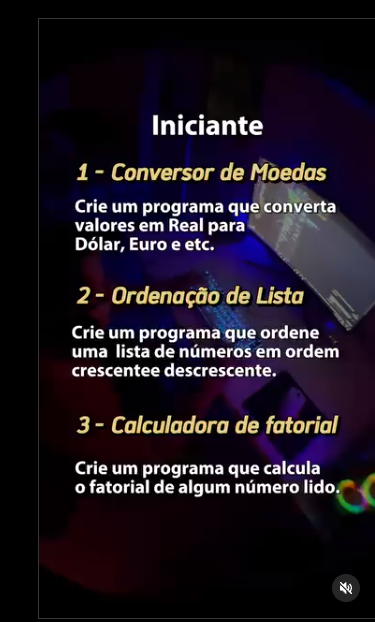 Iniciante
1 - Conversor de Moedas
Crie um programa que converta
valores em Real para
Dólar, Euro e etc.
2 - Ordenação de Lista
Crie um programa que ordene
uma lista de números em ordem
crescentee descrescente.
3 - Calculadora de fatorial
Crie um programa que calcula
o fatorial de algum número lido.